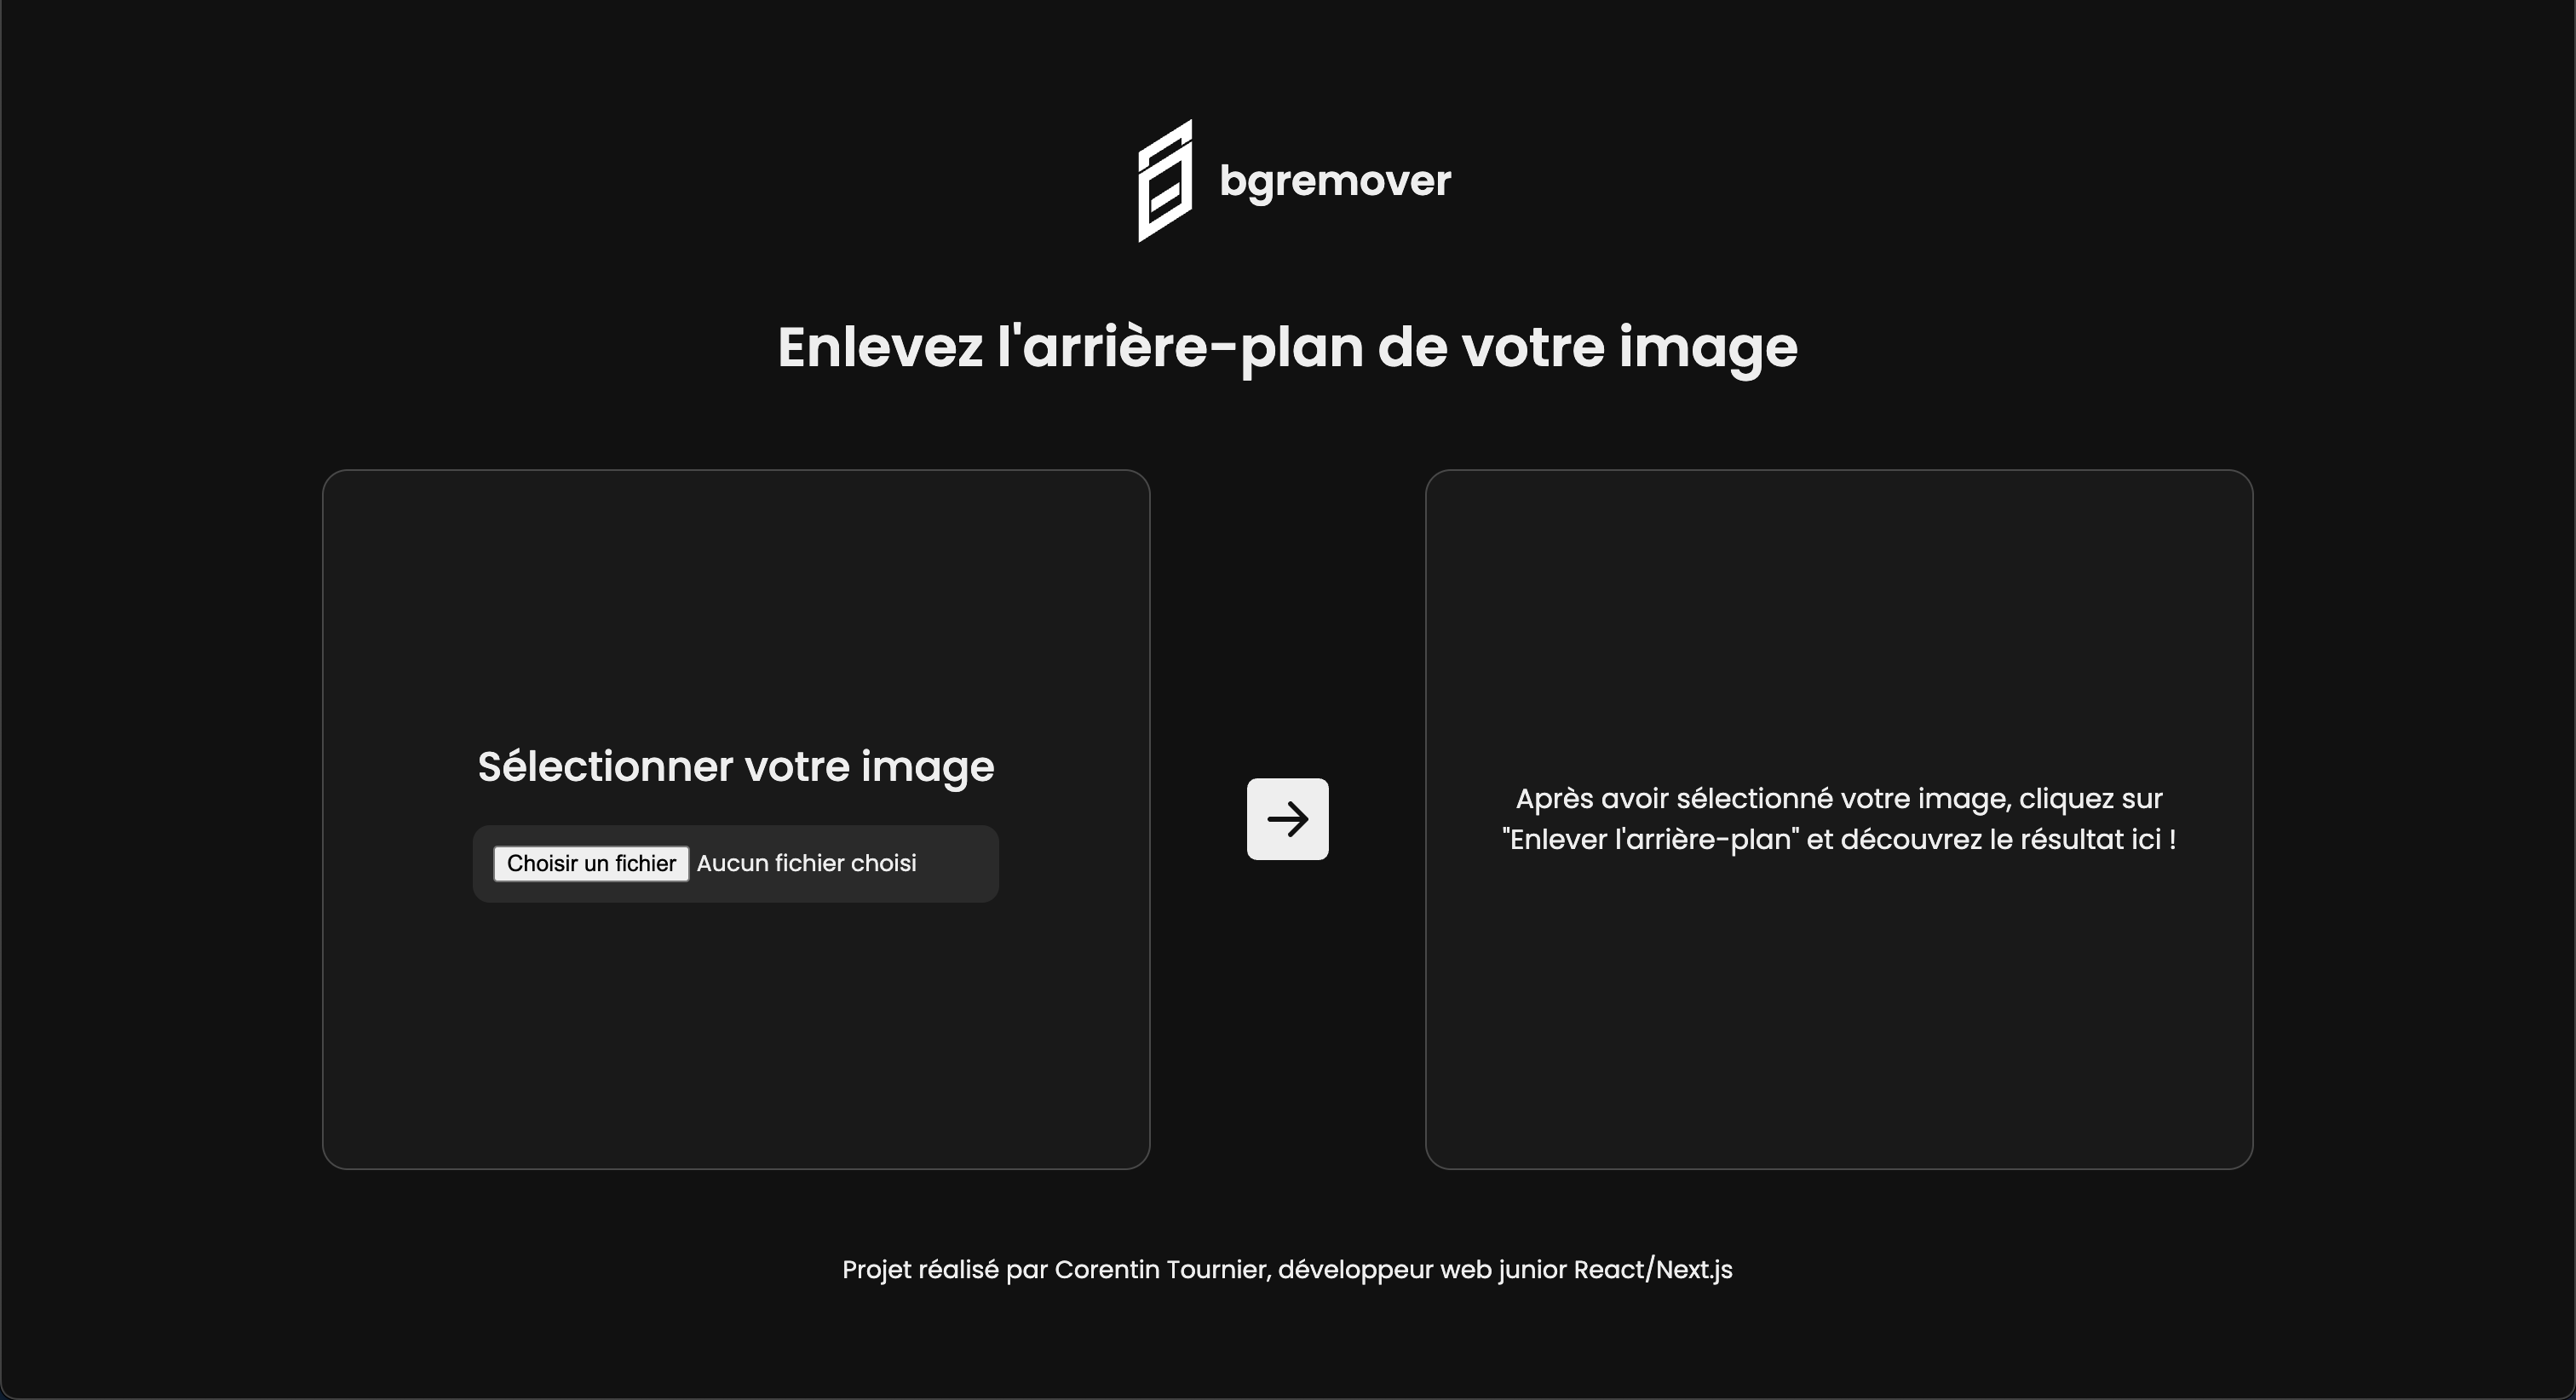 bgremover
Enlevez l'arrière-plan de votre image
Sélectionner votre image
Choisir un fichier Aucun fichier choisi
Après avoir sélectionné votre image, cliquez sur
"Enlever l'arrière-plan" et découvrez le résultat ici !
Projet réalisé par Corentin Tournier, développeur web junior React/Next.js